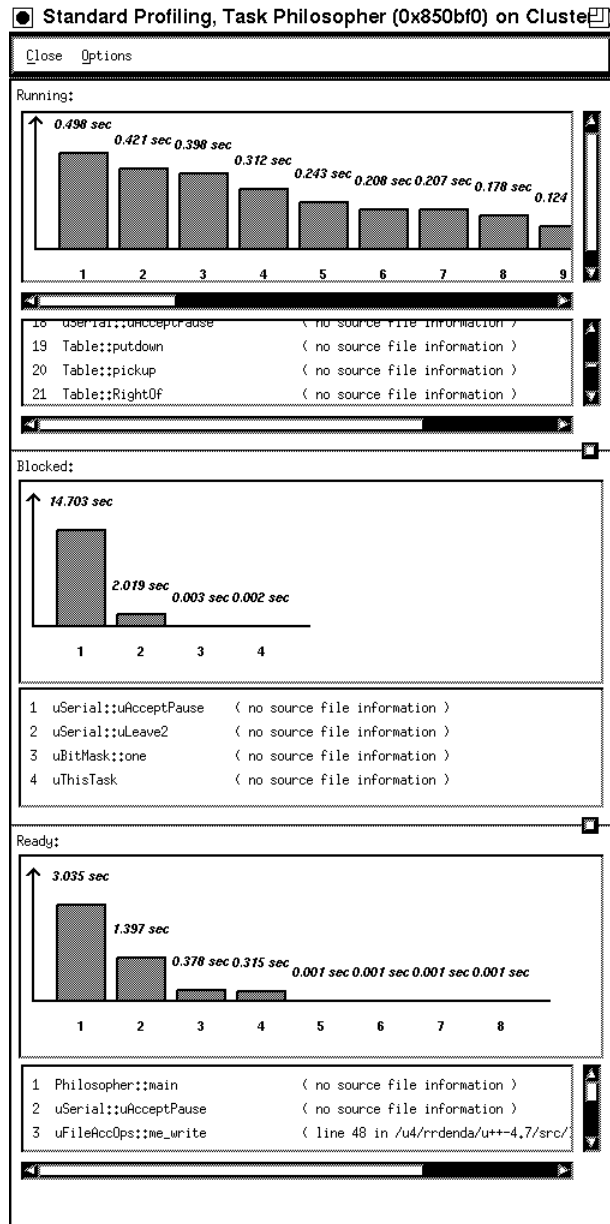 Standard Profiling, Task Philosopher (0x850bf0) on Cluster
Close Options
Running:
0.498 sec 0.421 sec 0.398 sec 0.312 sec 0.243 sec 0.208 sec 0.207 sec 0.178 sec 0.124
1 2 3 4 5 6 7 8 9
18 uSerial::uAcceptPause ( no source file information )
19 Table::putdown ( no source file information )
20 Table::pickup ( no source file information )
21 Table::RightOf ( no source file information )
Blocked:
14.703 sec 2.019 sec 0.003 sec 0.002 sec
1 2 3 4
1 uSerial::uAcceptPause ( no source file information )
2 uSerial::uLeave2 ( no source file information )
3 uBitMask::one ( no source file information )
4 uThisTask ( no source file information )
Ready:
3.035 sec 1.397 sec 0.378 sec 0.315 sec 0.001 sec 0.001 sec 0.001 sec 0.001 sec
1 2 3 4 5 6 7 8
1 Philosopher::main ( no source file information )
2 uSerial::uAcceptPause ( no source file information )
3 uFileAccOps::me_write ( line 48 in /u4/rrdenda/u++-4.7/src/